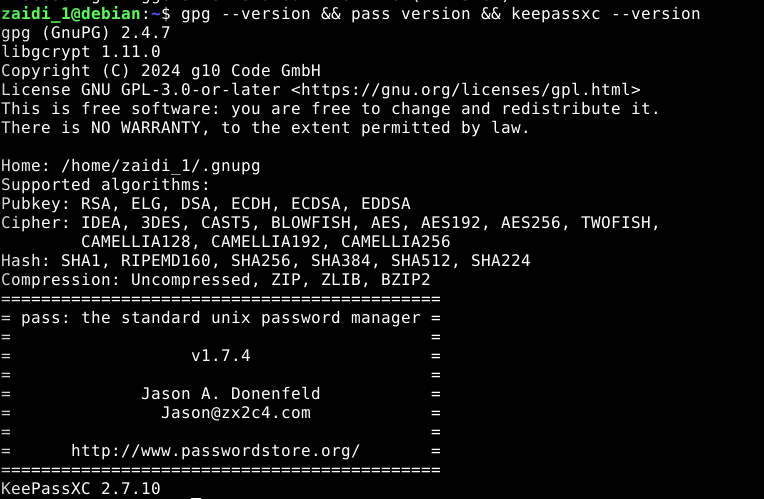 zaidi_1@debian:~$ gpg --version && pass version && keepassxc --version
gpg (GnuPG) 2.4.7
libgcrypt 1.11.0
Copyright (C) 2024 g10 Code GmbH
License GNU GPL-3.0-or-later <https://gnu.org/licenses/gpl.html>
This is free software: you are free to change and redistribute it.
There is NO WARRANTY, to the extent permitted by law.

Home: /home/zaidi_1/.gnupg
Supported algorithms:
Pubkey: RSA, ELG, DSA, ECDH, ECDSA, EDDSA
Cipher: IDEA, 3DES, CAST5, BLOWFISH, AES, AES192, AES256, TWOFISH,
        CAMELLIA128, CAMELLIA192, CAMELLIA256
Hash: SHA1, RIPEMD160, SHA256, SHA384, SHA512, SHA224
Compression: Uncompressed, ZIP, ZLIB, BZIP2
============================================
= pass: the standard unix password manager =
=                                          =
=                  v1.7.4                  =
=                                          =
=             Jason A. Donenfeld           =
=               Jason@zx2c4.com            =
=                                          =
=      http://www.passwordstore.org/       =
============================================
KeePassXC 2.7.10